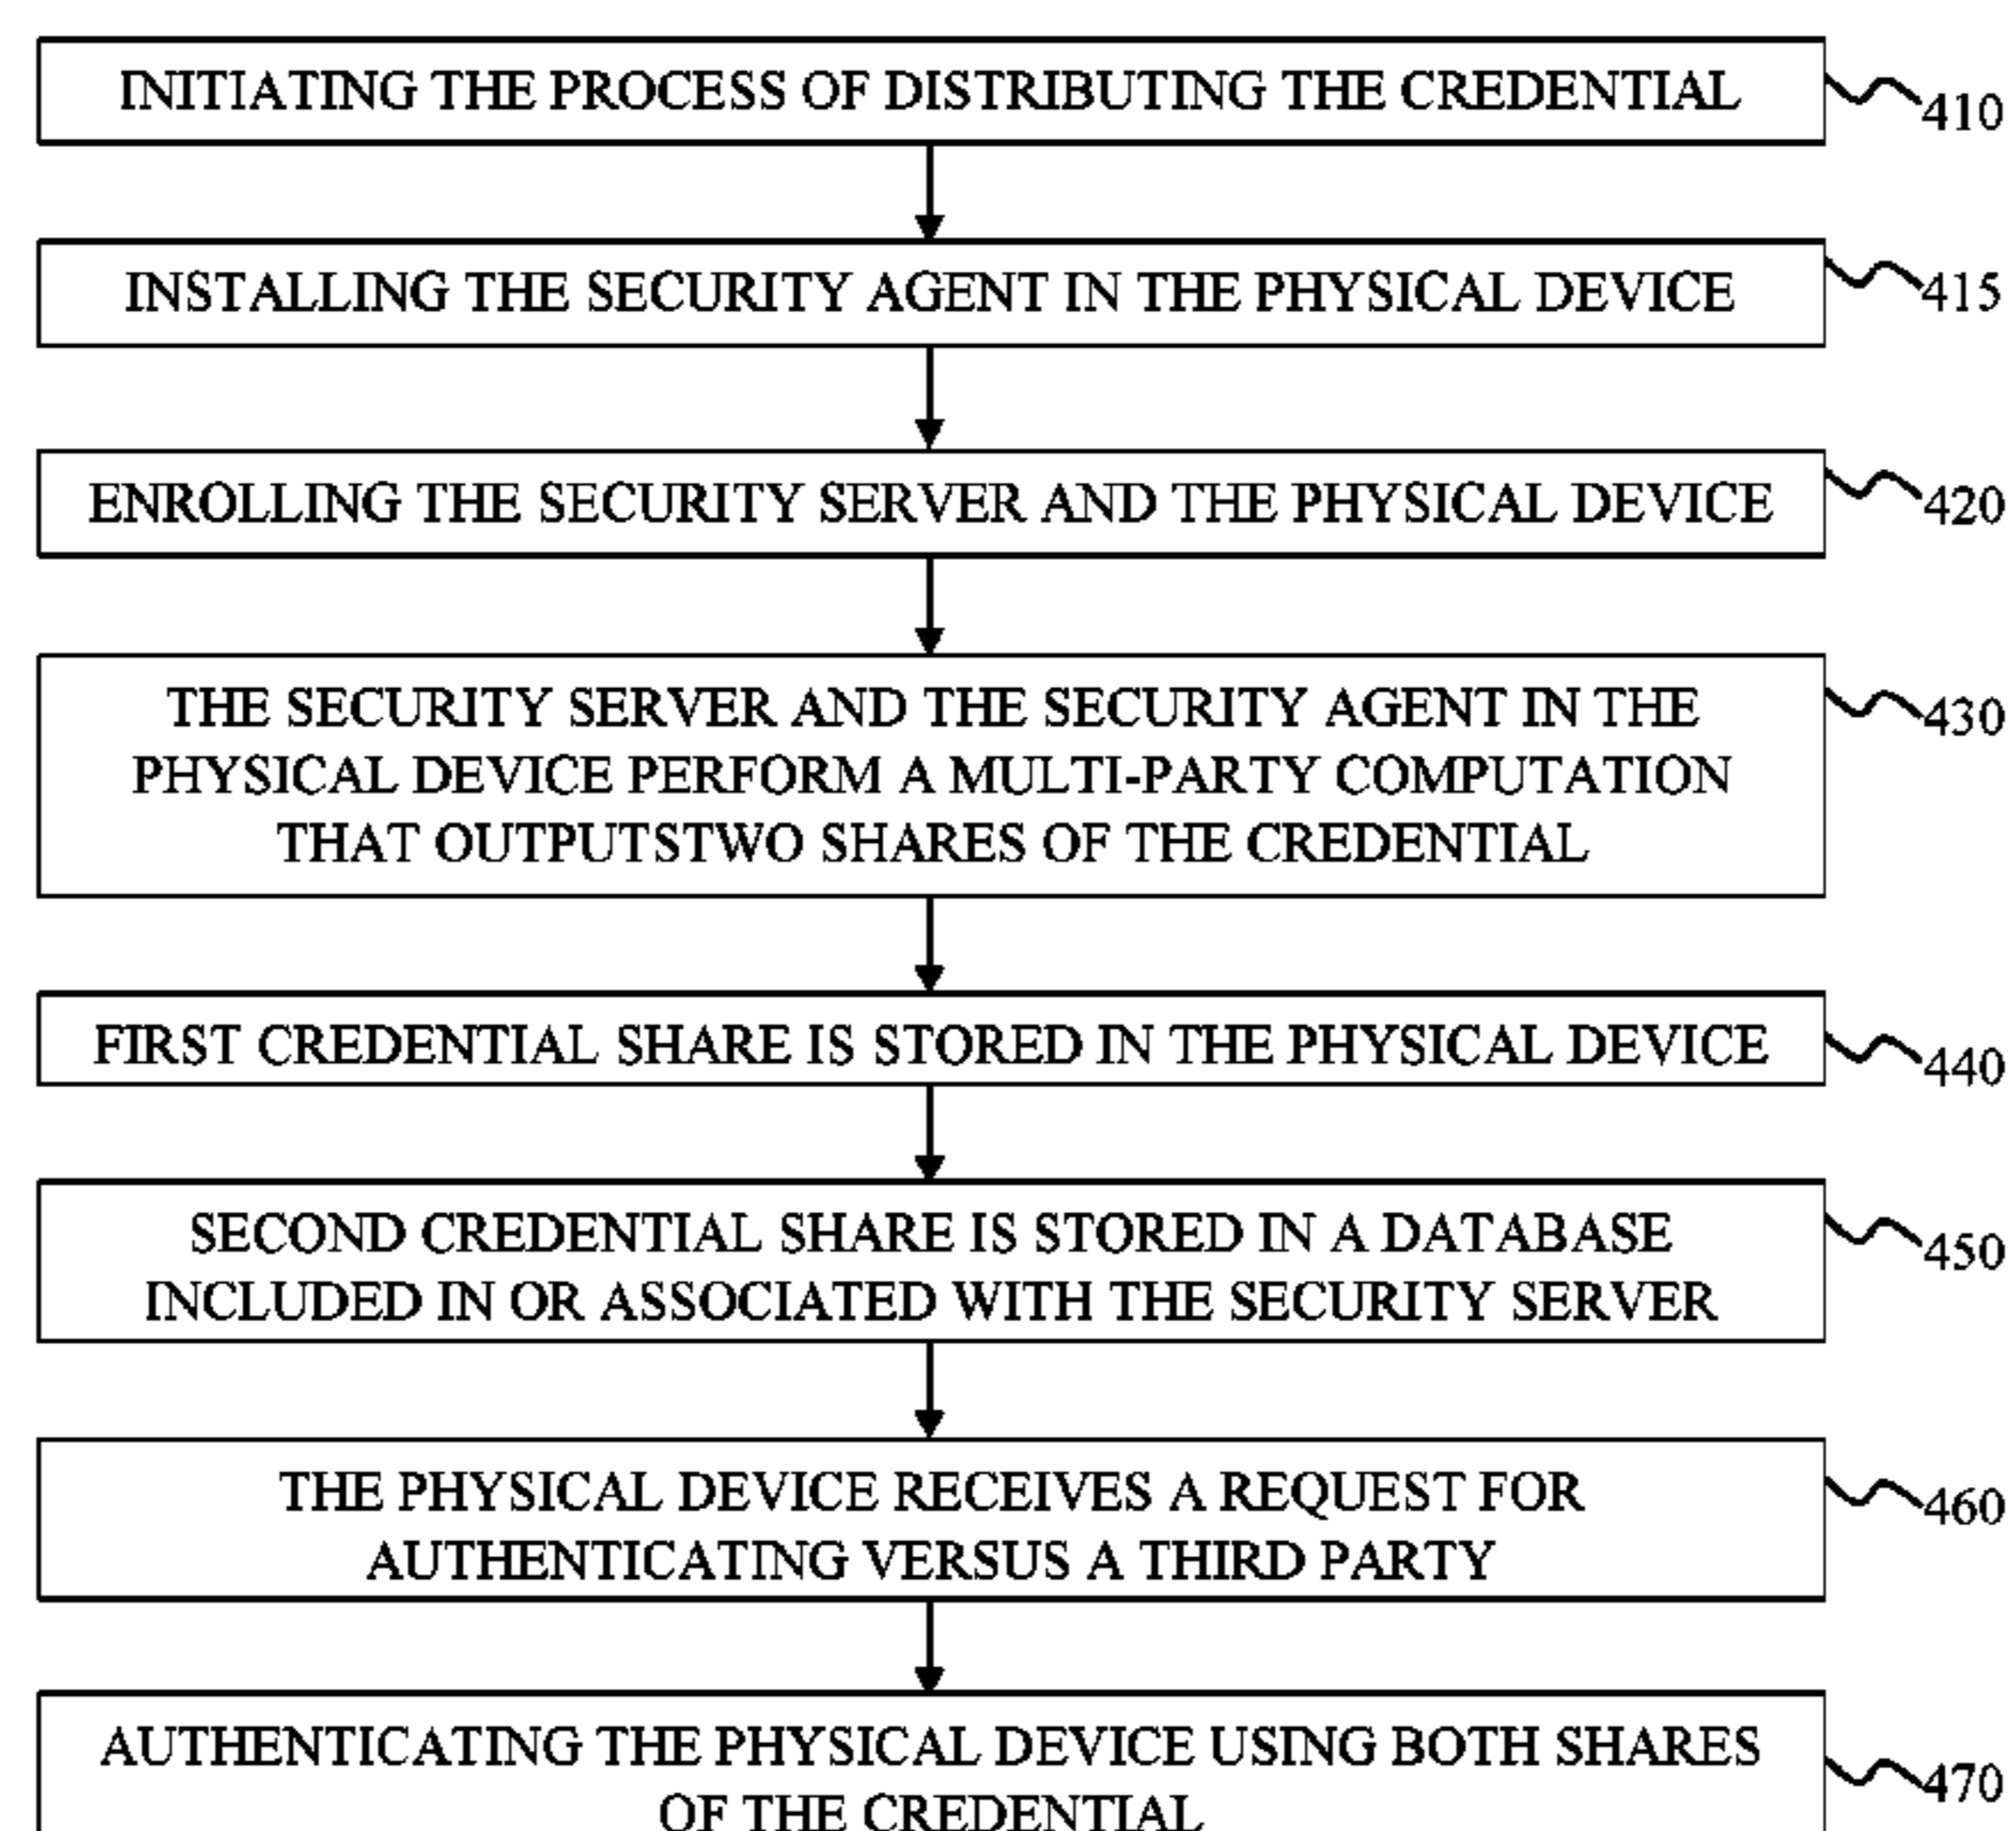 INITIATING THE PROCESS OF DISTRIBUTING THE CREDENTIAL
410
INSTALLING THE SECURITY AGENT IN THE PHYSICAL DEVICE
415
ENROLLING THE SECURITY SERVER AND THE PHYSICAL DEVICE
420
THE SECURITY SERVER AND THE SECURITY AGENT IN THE
PHYSICAL DEVICE PERFORM A MULTI-PARTY COMPUTATION
THAT OUTPUTSTWO SHARES OF THE CREDENTIAL
430
FIRST CREDENTIAL SHARE IS STORED IN THE PHYSICAL DEVICE
440
SECOND CREDENTIAL SHARE IS STORED IN A DATABASE
INCLUDED IN OR ASSOCIATED WITH THE SECURITY SERVER
450
THE PHYSICAL DEVICE RECEIVES A REQUEST FOR
AUTHENTICATING VERSUS A THIRD PARTY
460
AUTHENTICATING THE PHYSICAL DEVICE USING BOTH SHARES
OF THE CREDENTIAL
470